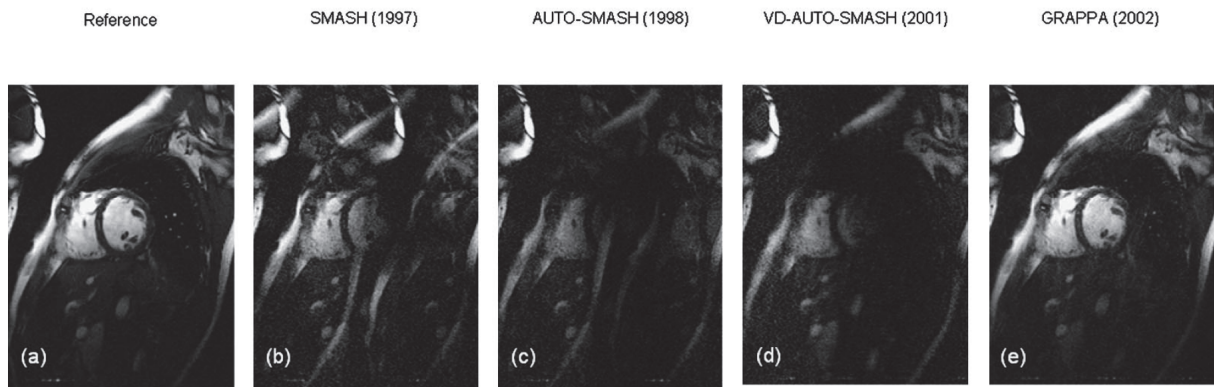 Reference
SMASH (1997)
AUTO-SMASH (1998)
VD-AUTO-SMASH (2001)
GRAPPA (2002)
(a)
(b)
(c)
(d)
(e)